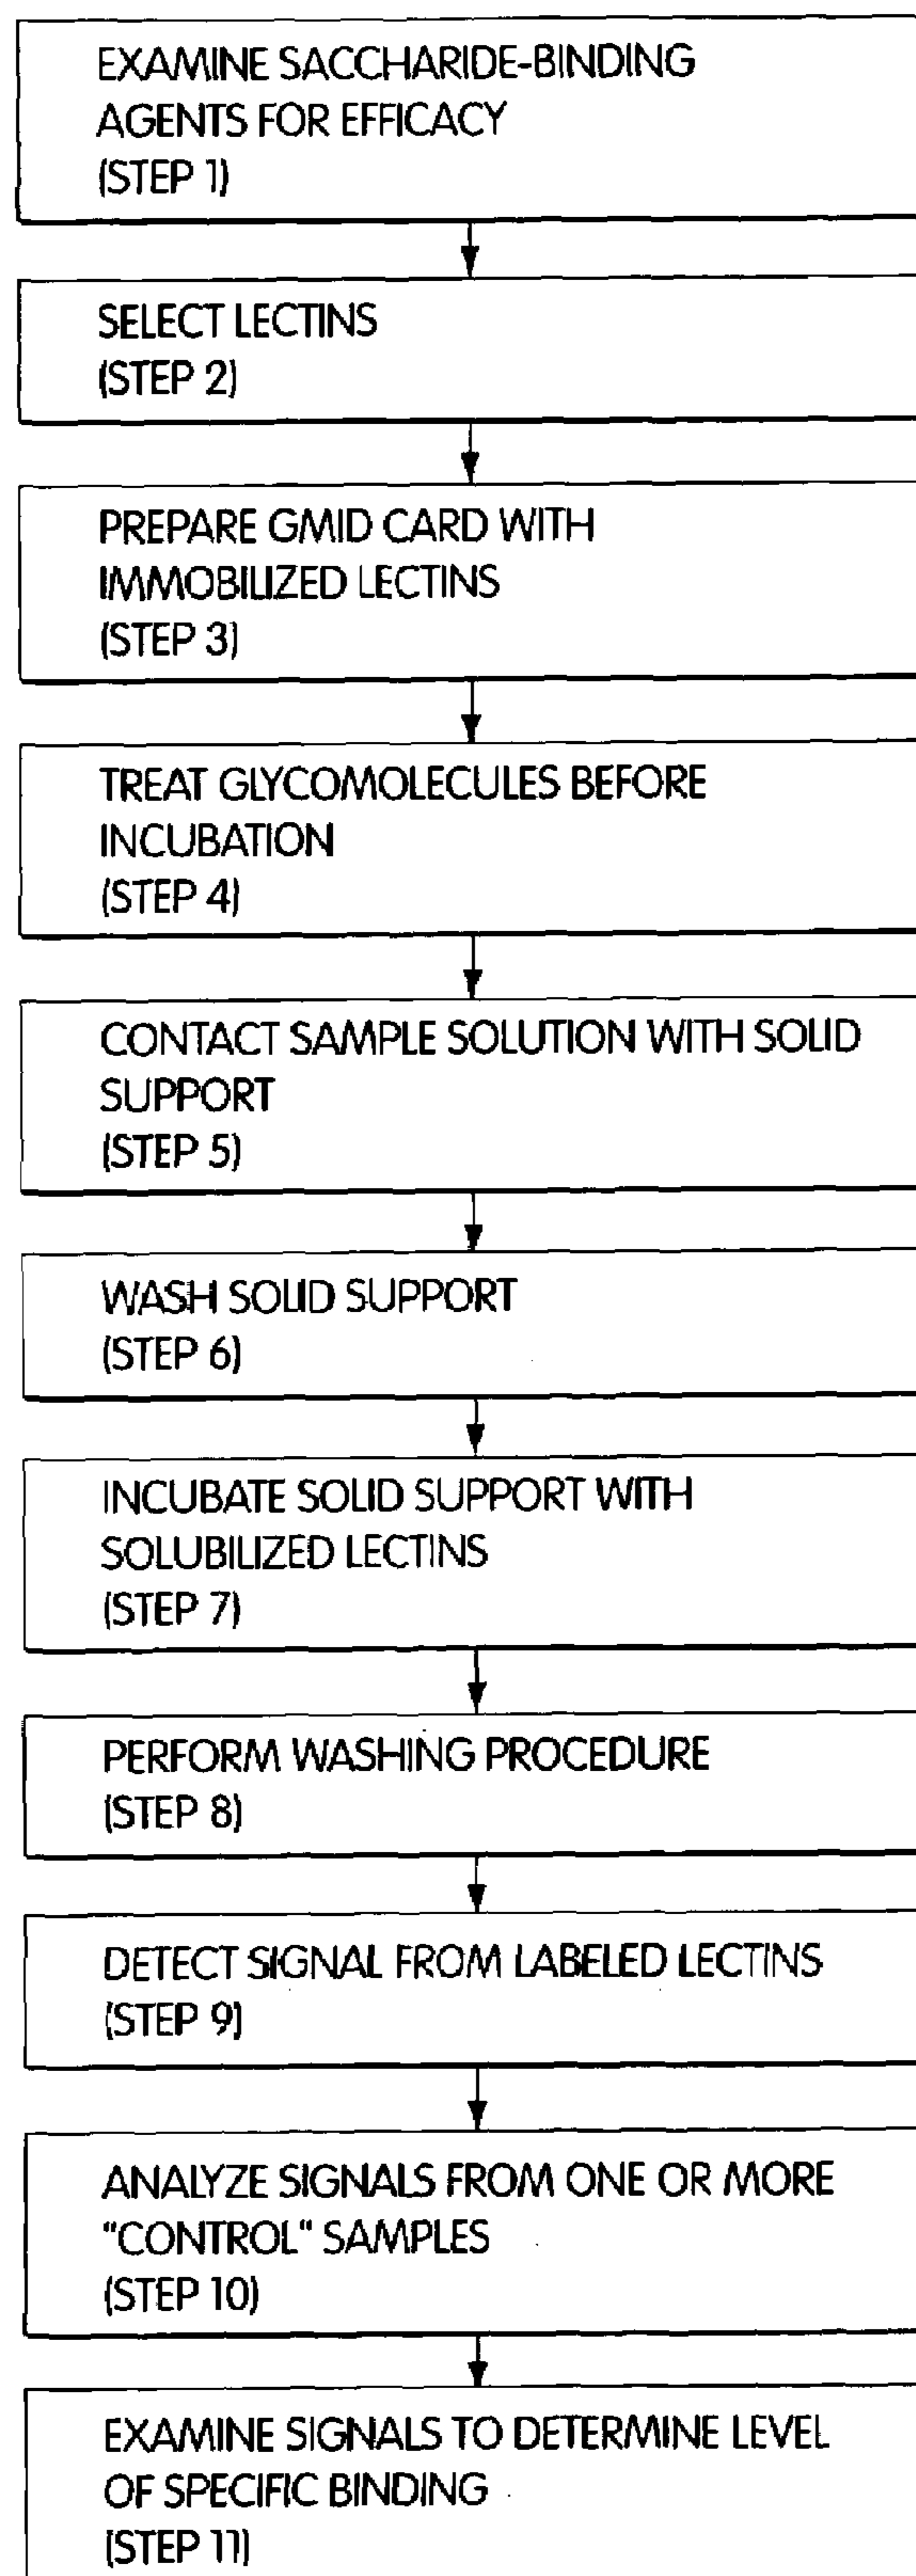 EXAMINE SACCHARIDE-BINDING
AGENTS FOR EFFICACY
(STEP 1)
SELECT LECTINS
(STEP 2)
PREPARE GMID CARD WITH
IMMOBILIZED LECTINS
(STEP 3)
TREAT GLYCOMOLECULES BEFORE
INCUBATION
(STEP 4)
CONTACT SAMPLE SOLUTION WITH SOLID
SUPPORT
(STEP 5)
WASH SOLID SUPPORT
(STEP 6)
INCUBATE SOLID SUPPORT WITH
SOLUBILIZED LECTINS
(STEP 7)
PERFORM WASHING PROCEDURE
(STEP 8)
DETECT SIGNAL FROM LABELED LECTINS
(STEP 9)
ANALYZE SIGNALS FROM ONE OR MORE
"CONTROL" SAMPLES
(STEP 10)
EXAMINE SIGNALS TO DETERMINE LEVEL
OF SPECIFIC BINDING
(STEP 11)